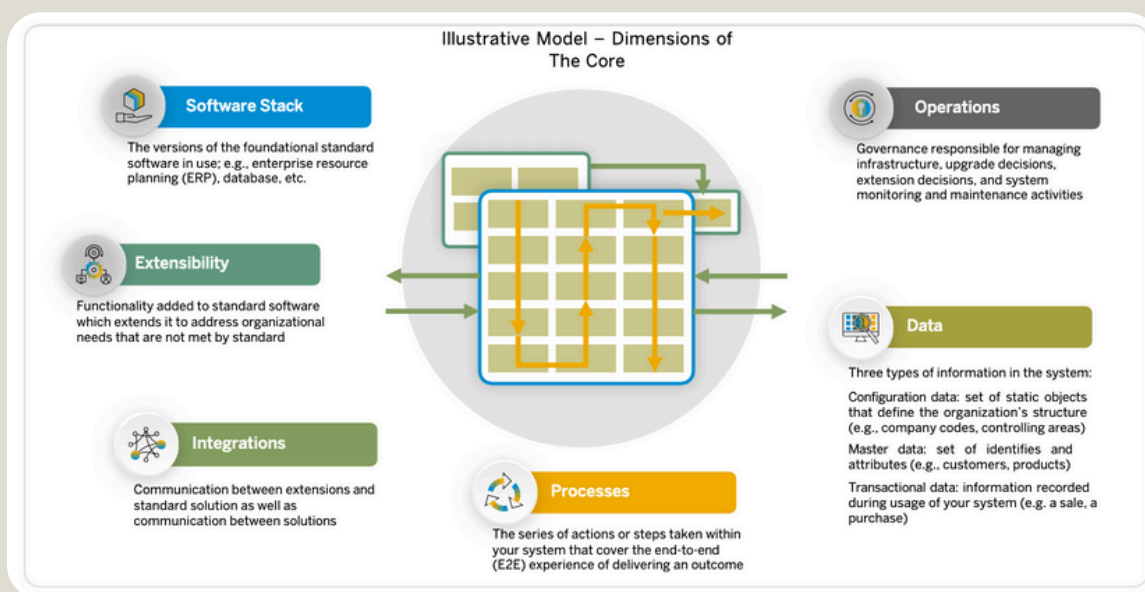 Illustrative Model – Dimensions of
The Core
Software Stack
The versions of the foundational standard
software in use; e.g., enterprise resource
planning (ERP), database, etc.
Extensibility
Functionality added to standard software
which extends it to address organizational
needs that are not met by standard
Integrations
Communication between extensions and
standard solution as well as
communication between solutions
Processes
The series of actions or steps taken within
your system that cover the end-to-end
(E2E) experience of delivering an outcome
Operations
Governance responsible for managing
infrastructure, upgrade decisions,
extension decisions, and system
monitoring and maintenance activities
Data
Three types of information in the system:
Configuration data: set of static objects
that define the organization's structure
(e.g., company codes, controlling areas)
Master data: set of identifies and
attributes (e.g., customers, products)
Transactional data: information recorded
during usage of your system (e.g. a sale, a
purchase)